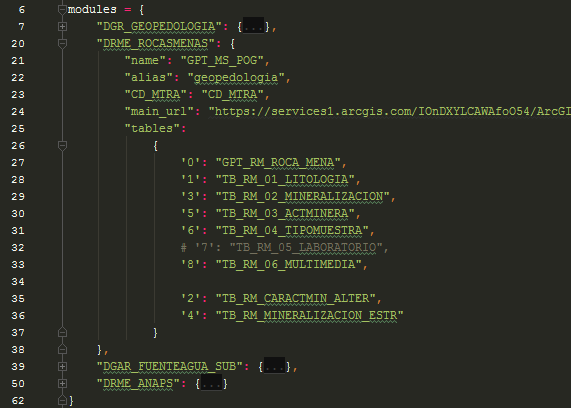 6 modules = {
7 "DGR_GEOPEDOLOGIA": {...},
20 "DRME_ROCASMENAS": {
21 "name": "GPT_MS_POG",
22 "alias": "geopedologia",
23 "CD_MTRA": "CD_MTRA",
24 "main_url": "https://services1.arcgis.com/IOnDXYLCAWAfoO54/ArcGI
25 "tables":
26 {
27 '0': "GPT_RM_ROCA_MENA",
28 '1': "TB_RM_01_LITOLOGIA",
29 '3': "TB_RM_02_MINERALIZACION",
30 '5': "TB_RM_03_ACTMINERA",
31 '6': "TB_RM_04_TIPOMUESTRA",
32 # '7': "TB_RM_05_LABORATORIO",
33 '8': "TB_RM_06_MULTIMEDIA",
34
35 '2': "TB_RM_CARACTMIN_ALTER",
36 '4': "TB_RM_MINERALIZACION_ESTR"
37 }
38 },
39 "DGAR_FUENTEAGUA_SUB": {...},
50 "DRME_ANAPS": {...}
62 }